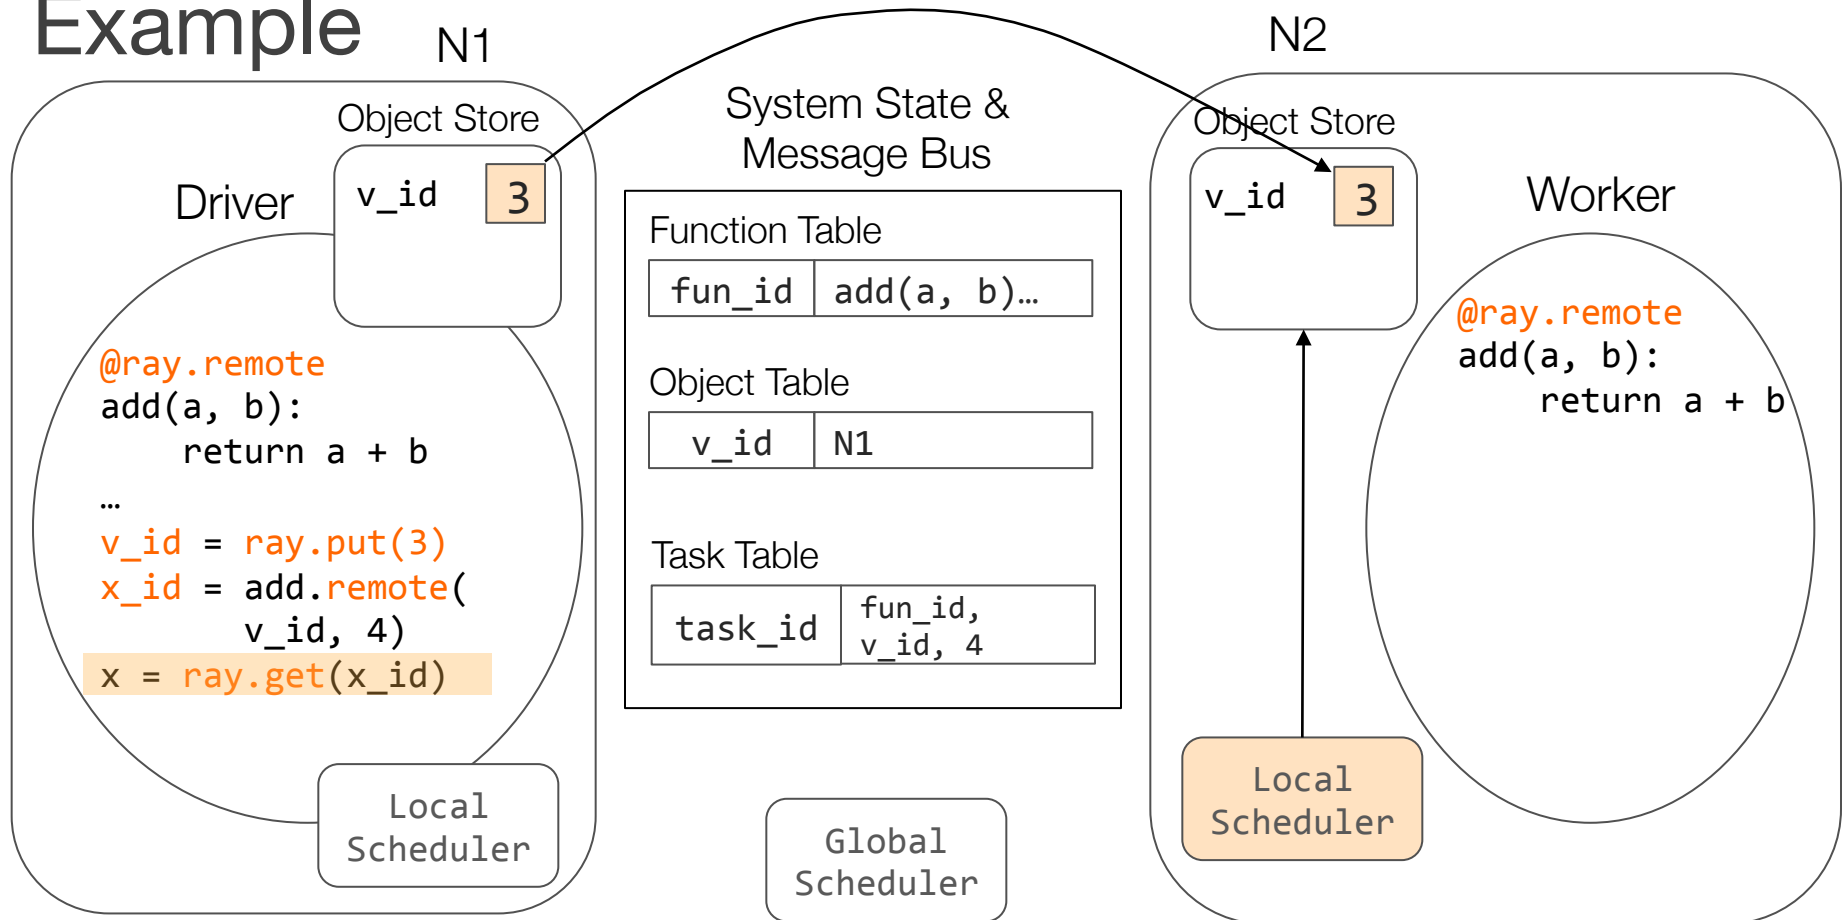 Example
N1
Object Store
v_id 3
Driver
@ray.remote
add(a, b):
    return a + b
…
v_id = ray.put(3)
x_id = add.remote(
        v_id, 4)
x = ray.get(x_id)
Local
Scheduler
System State &
Message Bus
Function Table
fun_id add(a, b)…
Object Table
v_id N1
Task Table
task_id fun_id,
v_id, 4
Global
Scheduler
N2
Object Store
v_id 3
Worker
@ray.remote
add(a, b):
    return a + b
Local
Scheduler